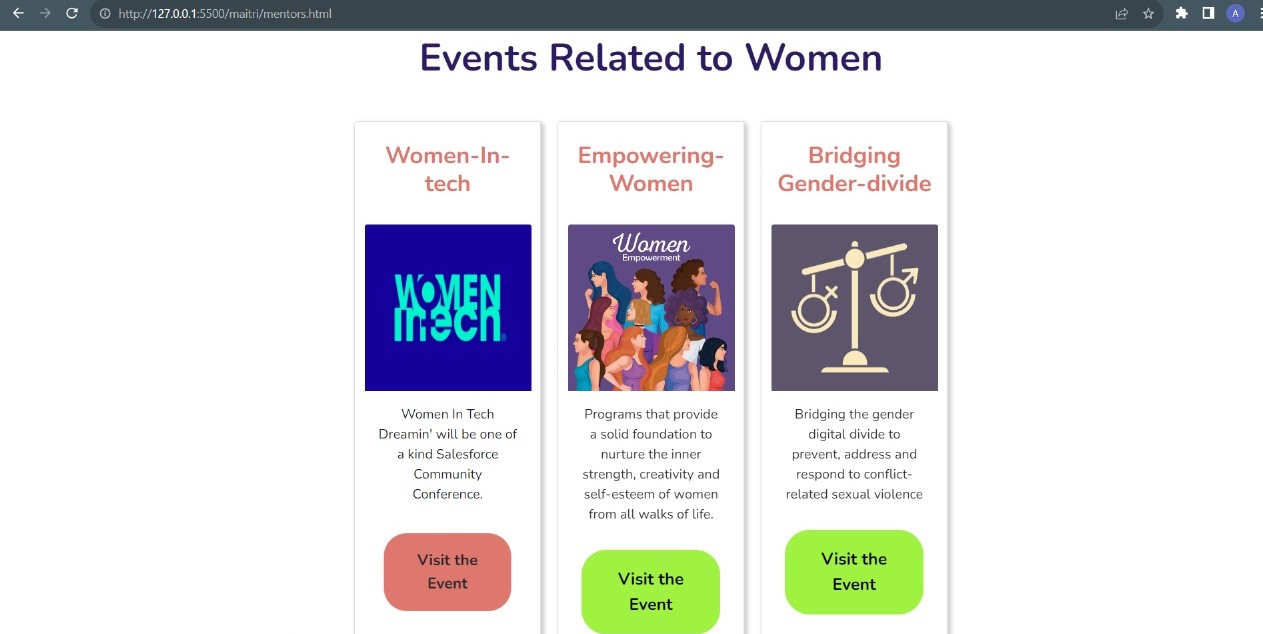 http://127.0.0.1:5500/maitri/mentors.html
A
Events Related to Women
Women-In-
tech
WOMEN
in tech
®
Women In Tech
Dreamin' will be one of
a kind Salesforce
Community
Conference.
Visit the
Event
Empowering-
Women
Women
Empowerment
Programs that provide
a solid foundation to
nurture the inner
strength, creativity and
self-esteem of women
from all walks of life.
Visit the
Event
Bridging
Gender-divide
Bridging the gender
digital divide to
prevent, address and
respond to conflict-
related sexual violence
Visit the
Event